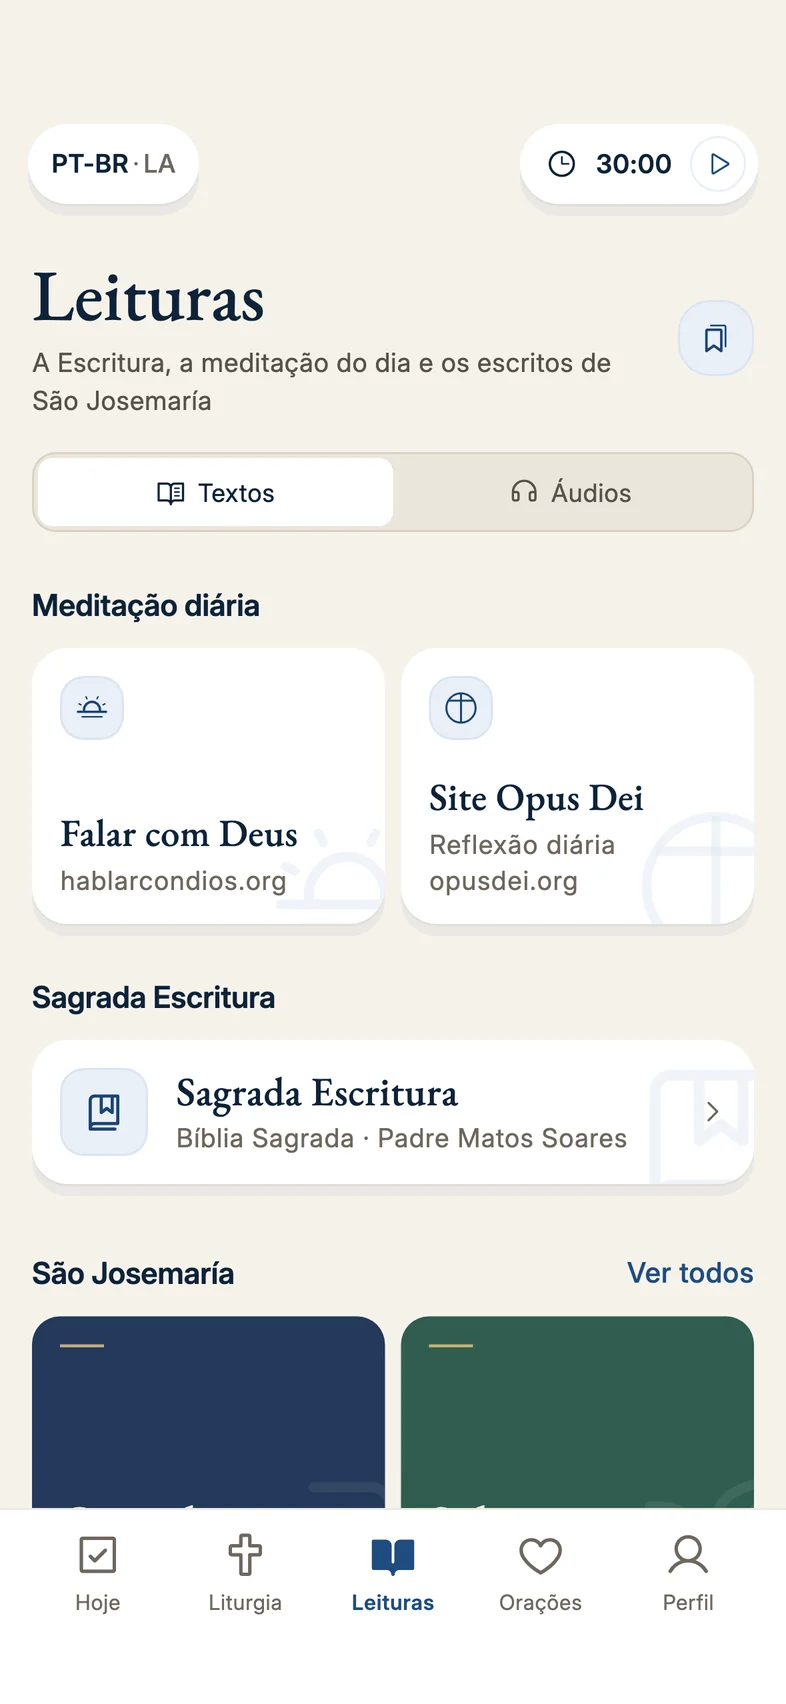 PT-BR · LA
30:00
Leituras
A Escritura, a meditação do dia e os escritos de
São Josemaría
Textos
Áudios
Meditação diária
Falar com Deus
hablarcondios.org
Site Opus Dei
Reflexão diária
opusdei.org
Sagrada Escritura
Sagrada Escritura
Bíblia Sagrada · Padre Matos Soares
São Josemaría
Ver todos
Hoje
Liturgia
Leituras
Orações
Perfil